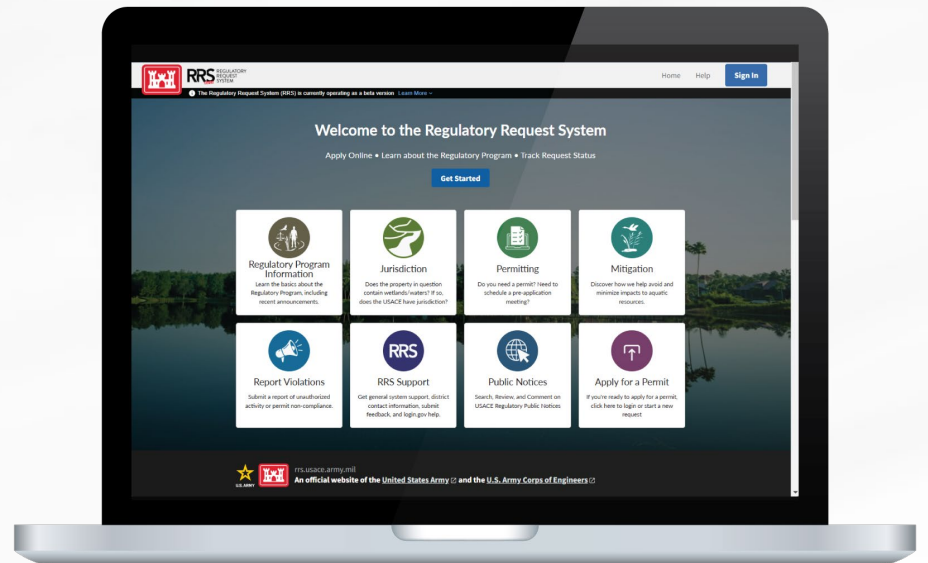 RRS REGULATORY
REQUEST
SYSTEM
Home Help Sign In
The Regulatory Request System (RRS) is currently operating as a beta version Learn More
Welcome to the Regulatory Request System
Apply Online • Learn about the Regulatory Program • Track Request Status
Get Started
Regulatory Program
Information
Learn the basics about the
Regulatory Program, including
recent announcements.
Jurisdiction
Does the property in question
contain wetlands/waters? If so,
does the USACE have jurisdiction?
Permitting
Do you need a permit? Need to
schedule a pre-application
meeting?
Mitigation
Discover how we help avoid and
minimize impacts to aquatic
resources.
Report Violations
Submit a report of unauthorized
activity or permit non-compliance.
RRS
RRS Support
Get general system support, district
contact information, submit
feedback, and login.gov help.
Public Notices
Search, Review, and Comment on
USACE Regulatory Public Notices
Apply for a Permit
If you're ready to apply for a permit,
click here to login or start a new
request
U.S. ARMY
rrs.usace.army.mil
An official website of the United States Army and the U.S. Army Corps of Engineers